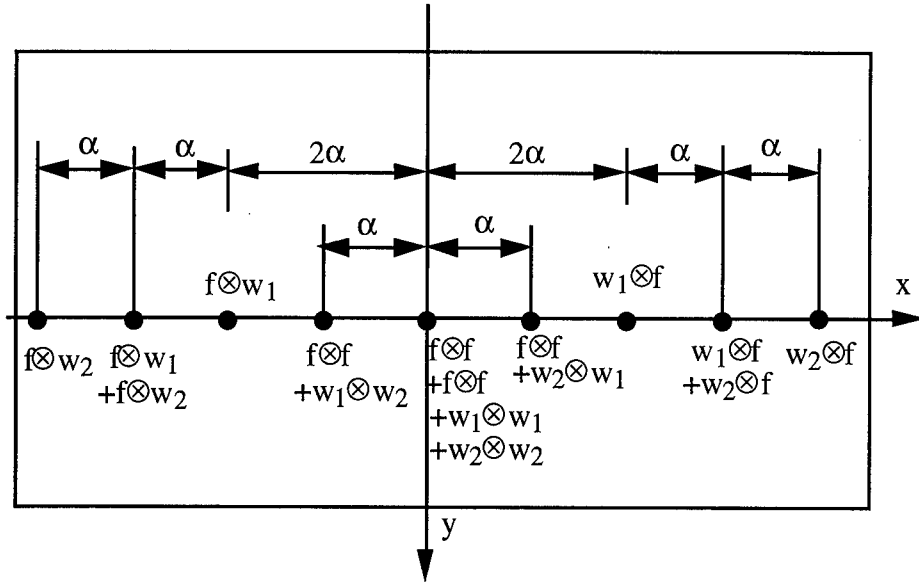 α α 2α 2α α α
α α
f⊗w₁ w₁⊗f x
f⊗w₂ f⊗w₁ f⊗f f⊗f f⊗f w₁⊗f w₂⊗f
+f⊗w₂ +w₁⊗w₂ +f⊗f +w₂⊗w₁ +w₂⊗f
+w₁⊗w₁
+w₂⊗w₂
y